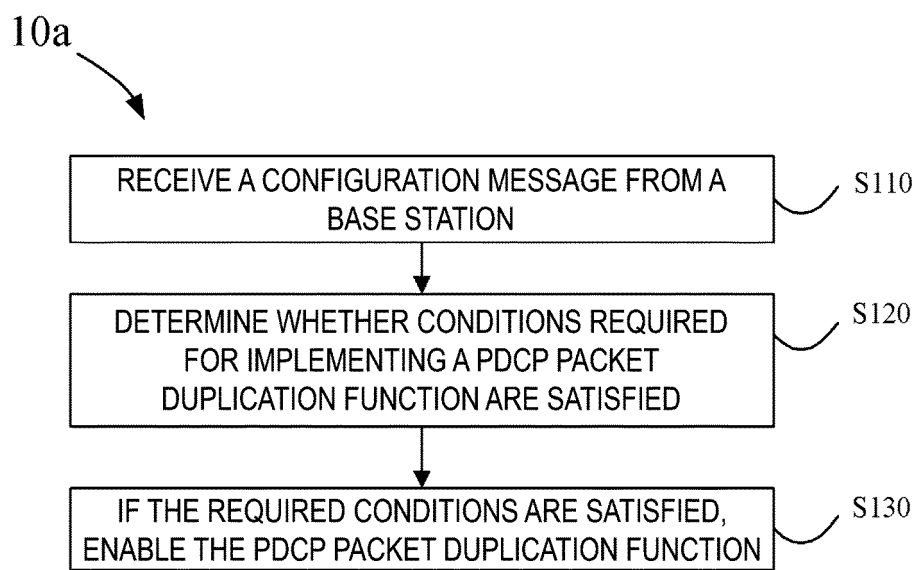 10a
RECEIVE A CONFIGURATION MESSAGE FROM A
BASE STATION
S110
DETERMINE WHETHER CONDITIONS REQUIRED
FOR IMPLEMENTING A PDCP PACKET
DUPLICATION FUNCTION ARE SATISFIED
S120
IF THE REQUIRED CONDITIONS ARE SATISFIED,
ENABLE THE PDCP PACKET DUPLICATION FUNCTION
S130